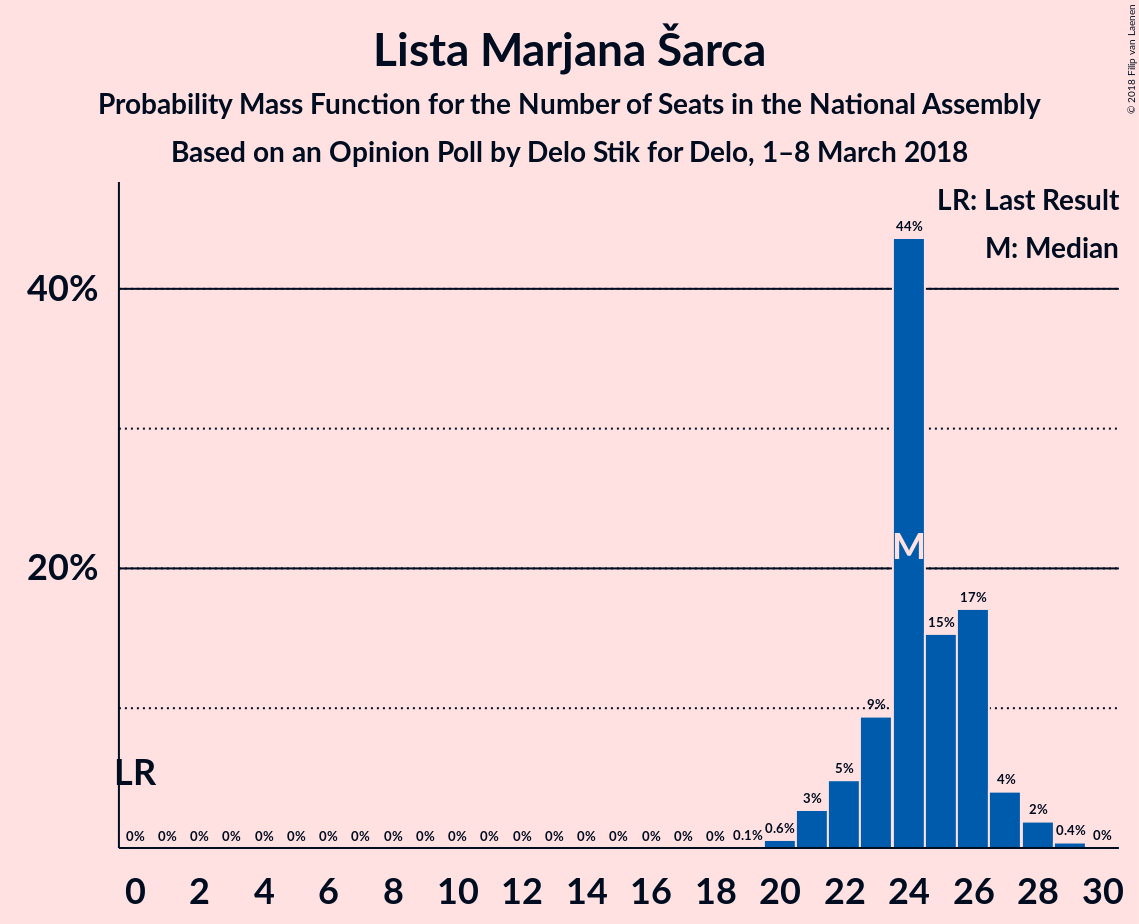 Lista Marjana Šarca
Probability Mass Function for the Number of Seats in the National Assembly
Based on an Opinion Poll by Delo Stik for Delo, 1–8 March 2018
© 2018 Filip van Laenen
LR: Last Result
M: Median
44%
40%
M
20%
17%
15%
9%
LR
5%
4%
3%
2%
0% 0% 0% 0% 0% 0% 0% 0% 0% 0% 0% 0% 0% 0% 0% 0% 0% 0% 0% 0.1% 0.6% 0.4% 0%
0 2 4 6 8 10 12 14 16 18 20 22 24 26 28 30